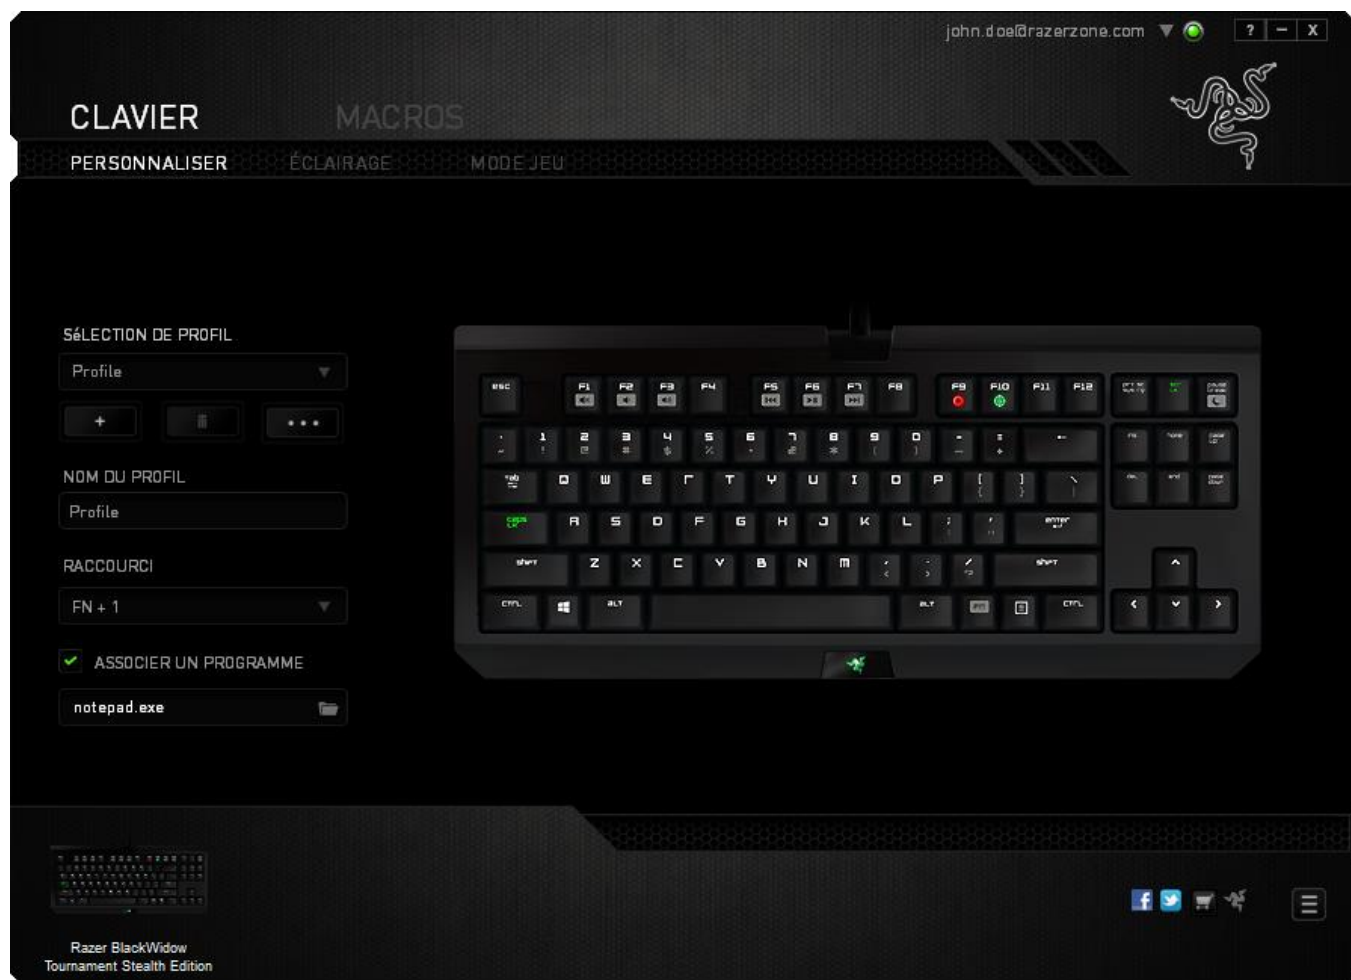 john.doe@razerzone.com
? – X
CLAVIER MACROS
PERSONNALISER ÉCLAIRAGE MODE JEU
SéLECTION DE PROFIL
Profile
+ •••
NOM DU PROFIL
Profile
RACCOURCI
FN + 1
ASSOCIER UN PROGRAMME
notepad.exe
esc F1 F2 F3 F4 F5 F6 F7 F8 F9 F10 F11 F12
1 2 3 4 5 6 7 8 9 0 - =
tab Q W E R T Y U I O P [ ] \
caps A S D F G H J K L ; ' enter
shift Z X C V B N M , . / shift
CTRL ALT ALT CTRL
Razer BlackWidow
Tournament Stealth Edition